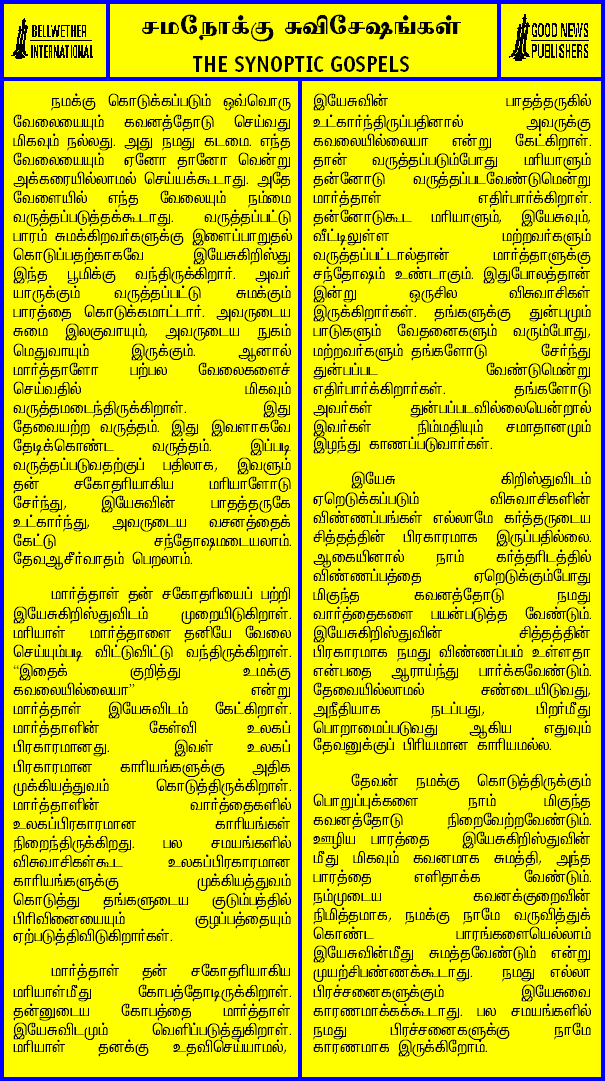 BELLWETHER
INTERNATIONAL
சமநோக்கு சுவிசேஷங்கள்
THE SYNOPTIC GOSPELS
GOOD NEWS
PUBLISHERS
நமக்கு கொடுக்கப்படும் ஒவ்வொரு
வேலையையும் கவனத்தோடு செய்வது
மிகவும் நல்லது. அது நமது கடமை. எந்த
வேலையையும் ஏனோ தானோ வென்று
அக்கரையில்லாமல் செய்யக்கூடாது. அதே
வேளையில் எந்த வேலையும் நம்மை
வருத்தப்படுத்தக்கூடாது. வருத்தப்பட்டு
பாரம் சுமக்கிறவர்களுக்கு இளைப்பாறுதல்
கொடுப்பதற்காகவே இயேசுகிறிஸ்து
இந்த பூமிக்கு வந்திருக்கிறார். அவர்
யாருக்கும் வருத்தப்பட்டு சுமக்கும்
பாரத்தை கொடுக்கமாட்டார். அவருடைய
சுமை இலகுவாயும், அவருடைய நுகம்
மெதுவாயும் இருக்கும். ஆனால்
மார்த்தாளோ பற்பல வேலைகளைச்
செய்வதில் மிகவும்
வருத்தமடைந்திருக்கிறாள். இது
தேவையற்ற வருத்தம். இது இவளாகவே
தேடிக்கொண்ட வருத்தம். இப்படி
வருத்தப்படுவதற்குப் பதிலாக, இவளும்
தன் சகோதரியாகிய மரியாளோடு
சேர்ந்து, இயேசுவின் பாதத்தருகே
உட்கார்ந்து, அவருடைய வசனத்தைக்
கேட்டு சந்தோஷமடையலாம்.
தேவஆசீர்வாதம் பெறலாம்.
மார்த்தாள் தன் சகோதரியைப் பற்றி
இயேசுகிறிஸ்துவிடம் முறையிடுகிறாள்.
மரியாள் மார்த்தாளை தனியே வேலை
செய்யும்படி விட்டுவிட்டு வந்திருக்கிறாள்.
“இதைக் குறித்து உமக்கு
கவலையில்லையா” என்று
மார்த்தாள் இயேசுவிடம் கேட்கிறாள்.
மார்த்தாளின் கேள்வி உலகப்
பிரகாரமானது. இவள் உலகப்
பிரகாரமான காரியங்களுக்கு அதிக
முக்கியத்துவம் கொடுத்திருக்கிறாள்.
மார்த்தாளின் வார்த்தைகளில்
உலகப்பிரகாரமான காரியங்கள்
நிறைந்திருக்கிறது. பல சமயங்களில்
விசுவாசிகள்கூட உலகப்பிரகாரமான
காரியங்களுக்கு முக்கியத்துவம்
கொடுத்து தங்களுடைய குடும்பத்தில்
பிரிவினையையும் குழப்பத்தையும்
ஏற்படுத்திவிடுகிறார்கள்.
மார்த்தாள் தன் சகோதரியாகிய
மரியாள்மீது கோபத்தோடிருக்கிறாள்.
தன்னுடைய கோபத்தை மார்த்தாள்
இயேசுவிடமும் வெளிப்படுத்துகிறாள்.
மரியாள் தனக்கு உதவிசெய்யாமல்,
இயேசுவின் பாதத்தருகில்
உட்கார்ந்திருப்பதினால் அவருக்கு
கவலையில்லையா என்று கேட்கிறாள்.
தான் வருத்தப்படும்போது மரியாளும்
தன்னோடு வருத்தப்படவேண்டுமென்று
மார்த்தாள் எதிர்பார்க்கிறாள்.
தன்னோடுகூட மரியாளும், இயேசுவும்,
வீட்டிலுள்ள மற்றவர்களும்
வருத்தப்பட்டால்தான் மார்த்தாளுக்கு
சந்தோஷம் உண்டாகும். இதுபோலத்தான்
இன்று ஒருசில விசுவாசிகள்
இருக்கிறார்கள். தங்களுக்கு துன்பமும்
பாடுகளும் வேதனைகளும் வரும்போது,
மற்றவர்களும் தங்களோடு சேர்ந்து
துன்பப்பட வேண்டுமென்று
எதிர்பார்க்கிறார்கள். தங்களோடு
அவர்கள் துன்பப்படவில்லையென்றால்
இவர்கள் நிம்மதியும் சமாதானமும்
இழந்து காணப்படுவார்கள்.
இயேசு கிறிஸ்துவிடம்
ஏறெடுக்கப்படும் விசுவாசிகளின்
விண்ணப்பங்கள் எல்லாமே கர்த்தருடைய
சித்தத்தின் பிரகாரமாக இருப்பதில்லை.
ஆகையினால் நாம் கர்த்தரிடத்தில்
விண்ணப்பத்தை ஏறெடுக்கும்போது
மிகுந்த கவனத்தோடு நமது
வார்த்தைகளை பயன்படுத்த வேண்டும்.
இயேசுகிறிஸ்துவின் சித்தத்தின்
பிரகாரமாக நமது விண்ணப்பம் உள்ளதா
என்பதை ஆராய்ந்து பார்க்கவேண்டும்.
தேவையில்லாமல் சண்டையிடுவது,
அநீதியாக நடப்பது, பிறர்மீது
பொறாமைப்படுவது ஆகிய எதுவும்
தேவனுக்குப் பிரியமான காரியமல்ல.
தேவன் நமக்கு கொடுத்திருக்கும்
பொறுப்புக்களை நாம் மிகுந்த
கவனத்தோடு நிறைவேற்றவேண்டும்.
ஊழிய பாரத்தை இயேசுகிறிஸ்துவின்
மீது மிகவும் கவனமாக சுமத்தி, அந்த
பாரத்தை எளிதாக்க வேண்டும்.
நம்முடைய கவனக்குறைவின்
நிமித்தமாக, நமக்கு நாமே வருவித்துக்
கொண்ட பாரங்களையெல்லாம்
இயேசுவின்மீது சுமத்தவேண்டும் என்று
முயற்சிபண்ணக்கூடாது. நமது எல்லா
பிரச்சனைகளுக்கும் இயேசுவை
காரணமாக்கக்கூடாது. பல சமயங்களில்
நமது பிரச்சனைகளுக்கு நாமே
காரணமாக இருக்கிறோம்.